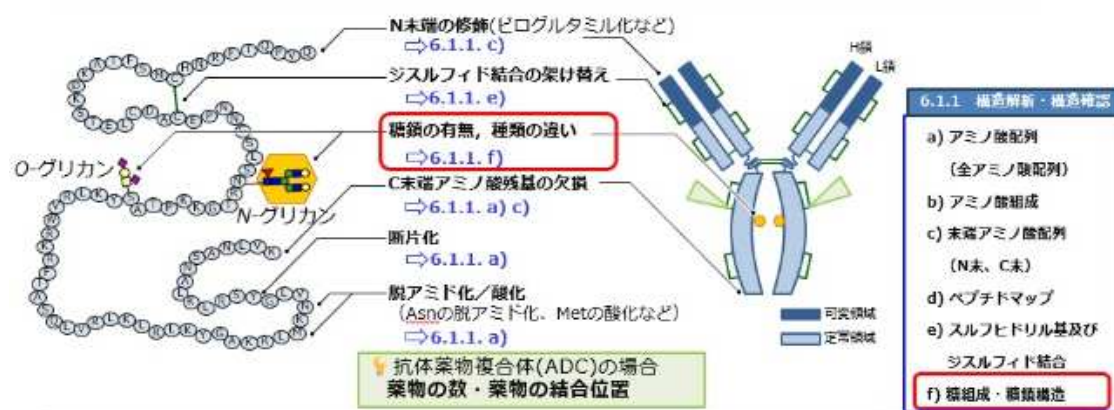 N末端の修飾(ピログルタミル化など)
⇨6.1.1. c)
ジスルフィド結合の架け替え
⇨6.1.1. e)
糖鎖の有無，種類の違い
⇨6.1.1. f)
O-グリカン
N-グリカン
C末端アミノ酸残基の欠損
⇨6.1.1. a) c)
断片化
⇨6.1.1. a)
脱アミド化／酸化
（Asnの脱アミド化、Metの酸化など）
⇨6.1.1. a)
抗体薬物複合体(ADC)の場合
薬物の数・薬物の結合位置
H鎖
L鎖
可変領域
定常領域
6.1.1 構造解析・構造確認
a) アミノ酸配列
（全アミノ酸配列）
b) アミノ酸組成
c) 末端アミノ酸配列
（N末、C末）
d) ペプチドマップ
e) スルフヒドリル基及び
ジスルフィド結合
f) 糖組成・糖鎖構造